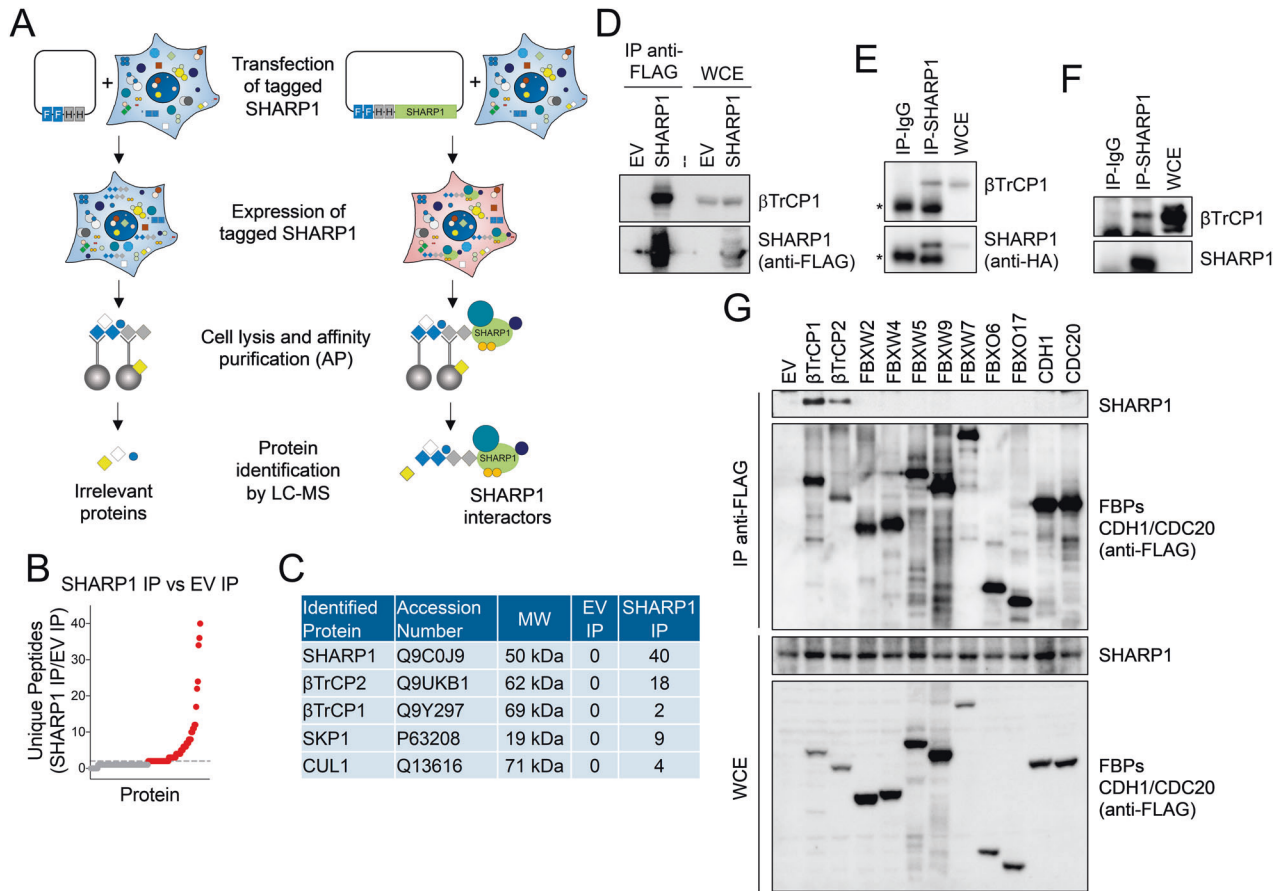 A
Transfection
of tagged
SHARP1
+
+
F F H H
F F H H SHARP1
Expression of
tagged SHARP1
Cell lysis and affinity
purification (AP)
SHARP1
Protein
identification
by LC-MS
SHARP1
Irrelevant
proteins
SHARP1
interactors
B
SHARP1 IP vs EV IP
Unique Peptides
(SHARP1 IP/EV IP)
40
30
20
10
0
Protein
C
Identified Protein Accession Number MW EV IP SHARP1 IP
SHARP1 Q9C0J9 50 kDa 0 40
βTrCP2 Q9UKB1 62 kDa 0 18
βTrCP1 Q9Y297 69 kDa 0 2
SKP1 P63208 19 kDa 0 9
CUL1 Q13616 71 kDa 0 4
D
IP anti-
FLAG
WCE
EV
SHARP1
--
EV
SHARP1
βTrCP1
SHARP1
(anti-FLAG)
E
IP-IgG
IP-SHARP1
WCE
βTrCP1
*
SHARP1
(anti-HA)
*
F
IP-IgG
IP-SHARP1
WCE
βTrCP1
SHARP1
G
EV
βTrCP1
βTrCP2
FBXW2
FBXW4
FBXW5
FBXW9
FBXW7
FBXO6
FBXO17
CDH1
CDC20
IP anti-FLAG
SHARP1
FBPs
CDH1/CDC20
(anti-FLAG)
WCE
SHARP1
FBPs
CDH1/CDC20
(anti-FLAG)